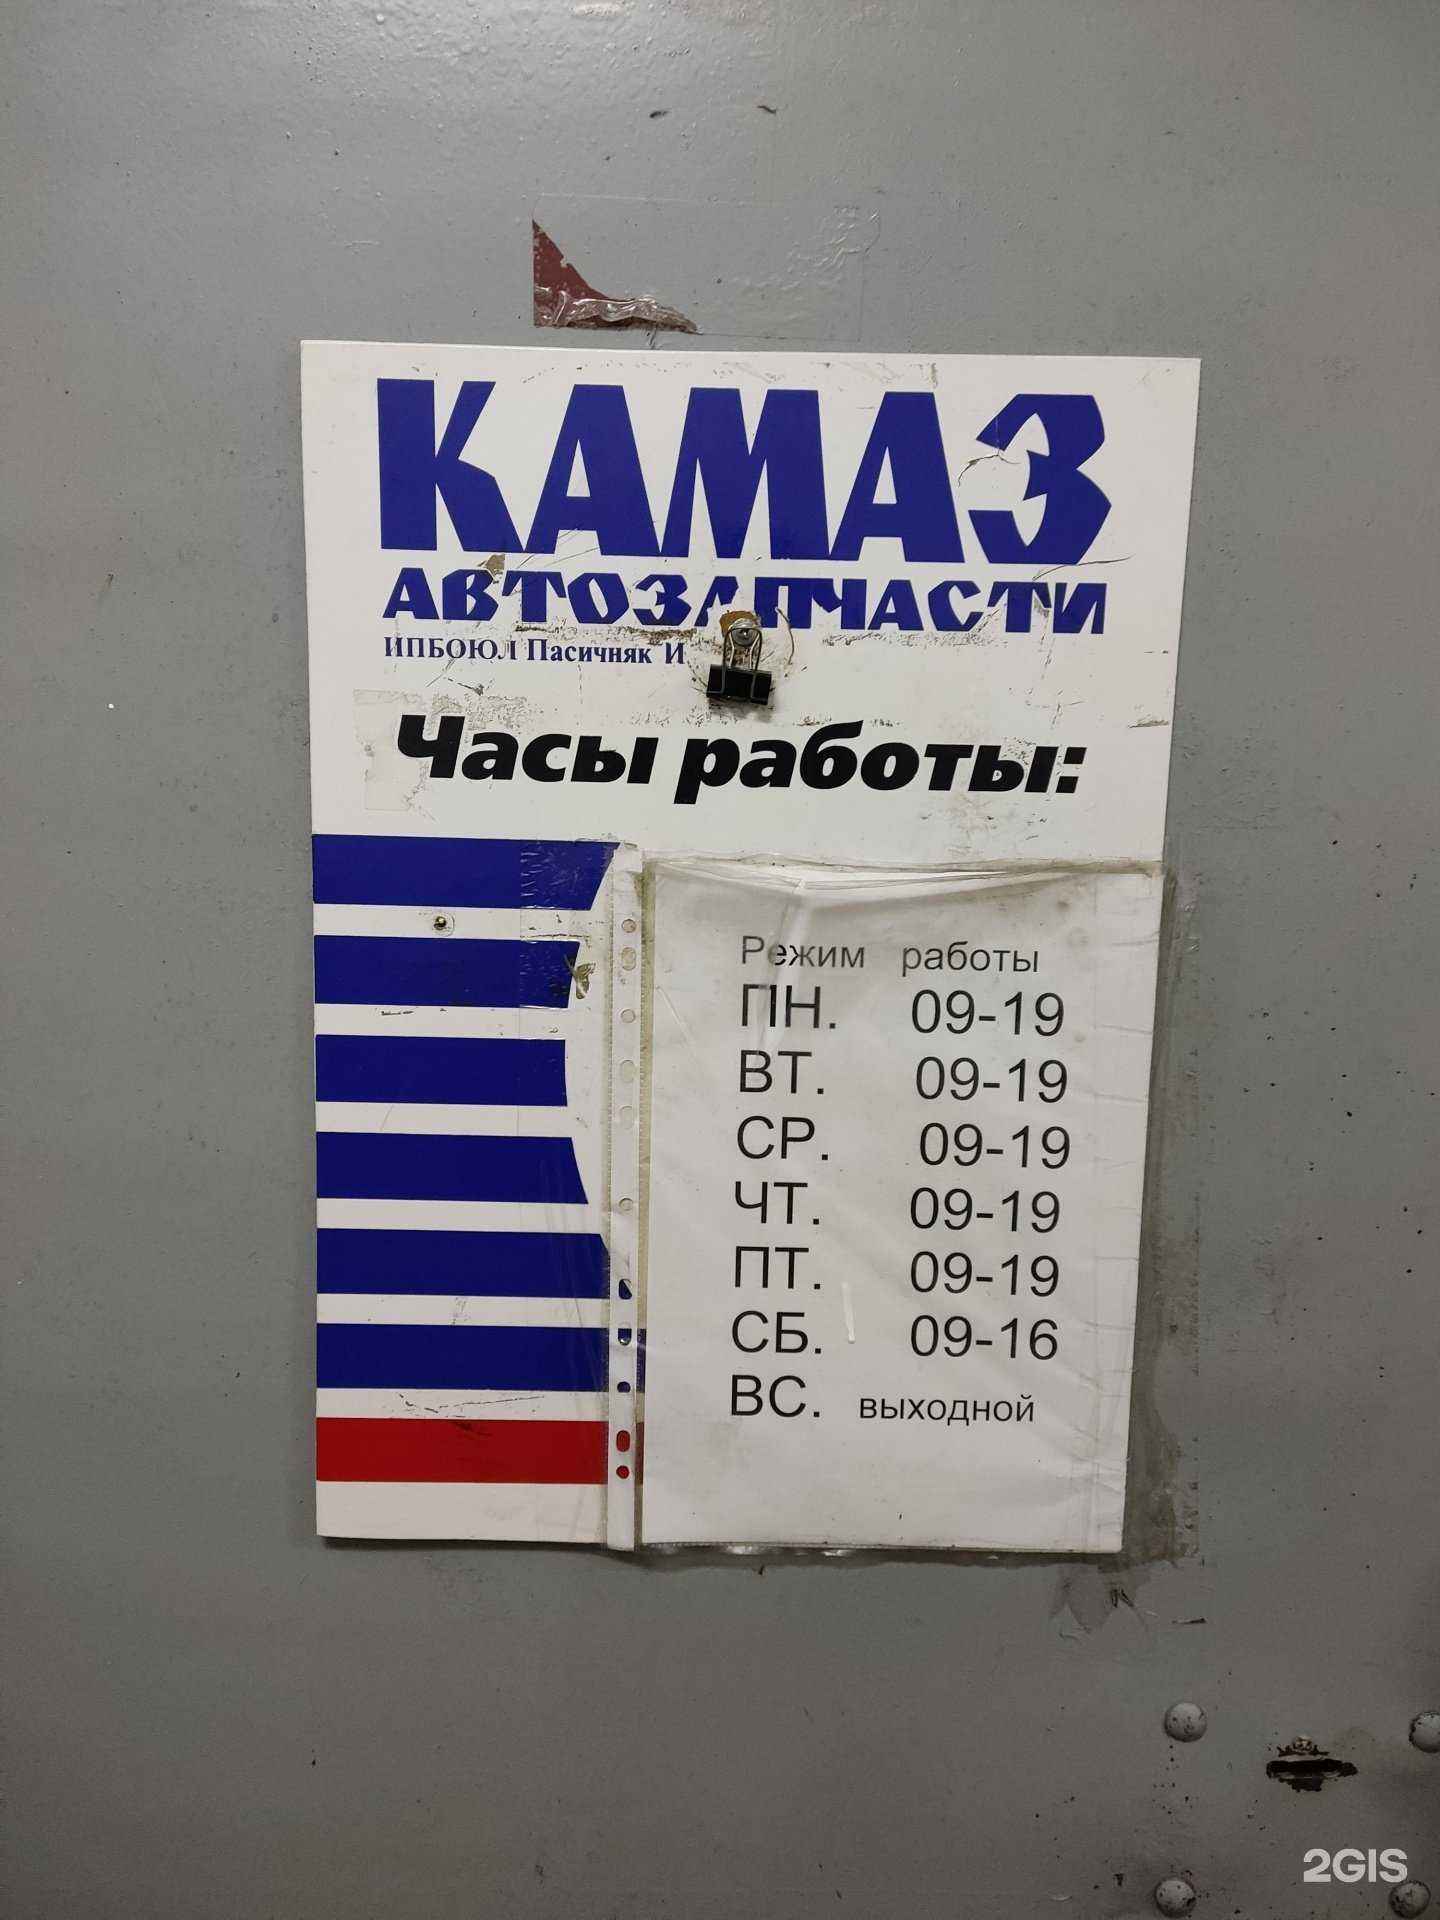 КАМАЗ
АВТОЗАПЧАСТИ
ИПБОЮЛ Пасичняк И
Часы работы:
Режим работы
ПН. 09-19
ВТ. 09-19
СР. 09-19
ЧТ. 09-19
ПТ. 09-19
СБ. 09-16
ВС. выходной
2GIS